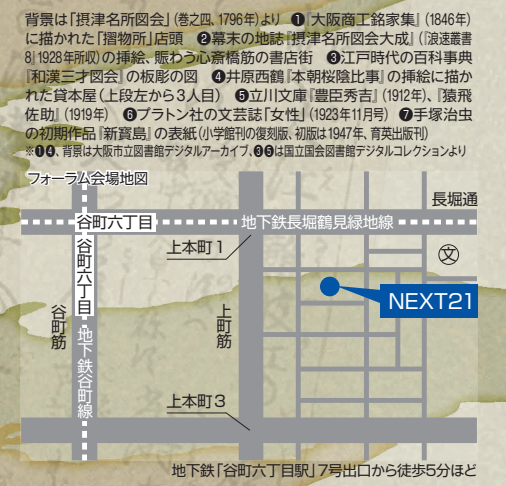 背景は「摂津名所図会」(巻之四、1796年)より ❶『大阪商工銘家集』(1846年)
に描かれた「摺物所」店頭 ❷幕末の地誌『摂津名所図会大成』(『浪速叢書
8』1928年所収)の挿絵、賑わう心斎橋筋の書店街 ❸江戸時代の百科事典
『和漢三才図会』の板彫の図 ❹井原西鶴『本朝桜陰比事』の挿絵に描か
れた貸本屋(上段左から3人目) ❺立川文庫『豊臣秀吉』(1912年)、『猿飛
佐助』(1919年) ❻プラトン社の文芸誌『女性』(1923年11月号) ❼手塚治虫
の初期作品『新寳島』の表紙(小学館刊の復刻版、初版は1947年、育英出版刊)
※❶❹、背景は大阪市立図書館デジタルアーカイブ、❸❻は国立国会図書館デジタルコレクションより
フォーラム会場地図
長堀通
谷町六丁目
地下鉄長堀鶴見緑地線
谷町六丁目
上本町1
文
NEXT21
谷町筋
地下鉄谷町線
上町筋
上本町3
地下鉄「谷町六丁目駅」7号出口から徒歩5分ほど